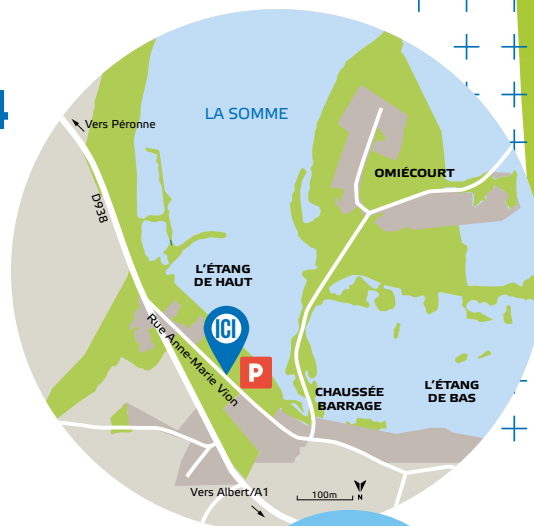 4
Vers Péronne
LA SOMME
OMIÉCOURT
D938
L'ÉTANG
DE HAUT
ICI
Rue Anne-Marie Vion
P
CHAUSSÉE
BARRAGE
L'ÉTANG
DE BAS
Vers Albert/A1
100m
N